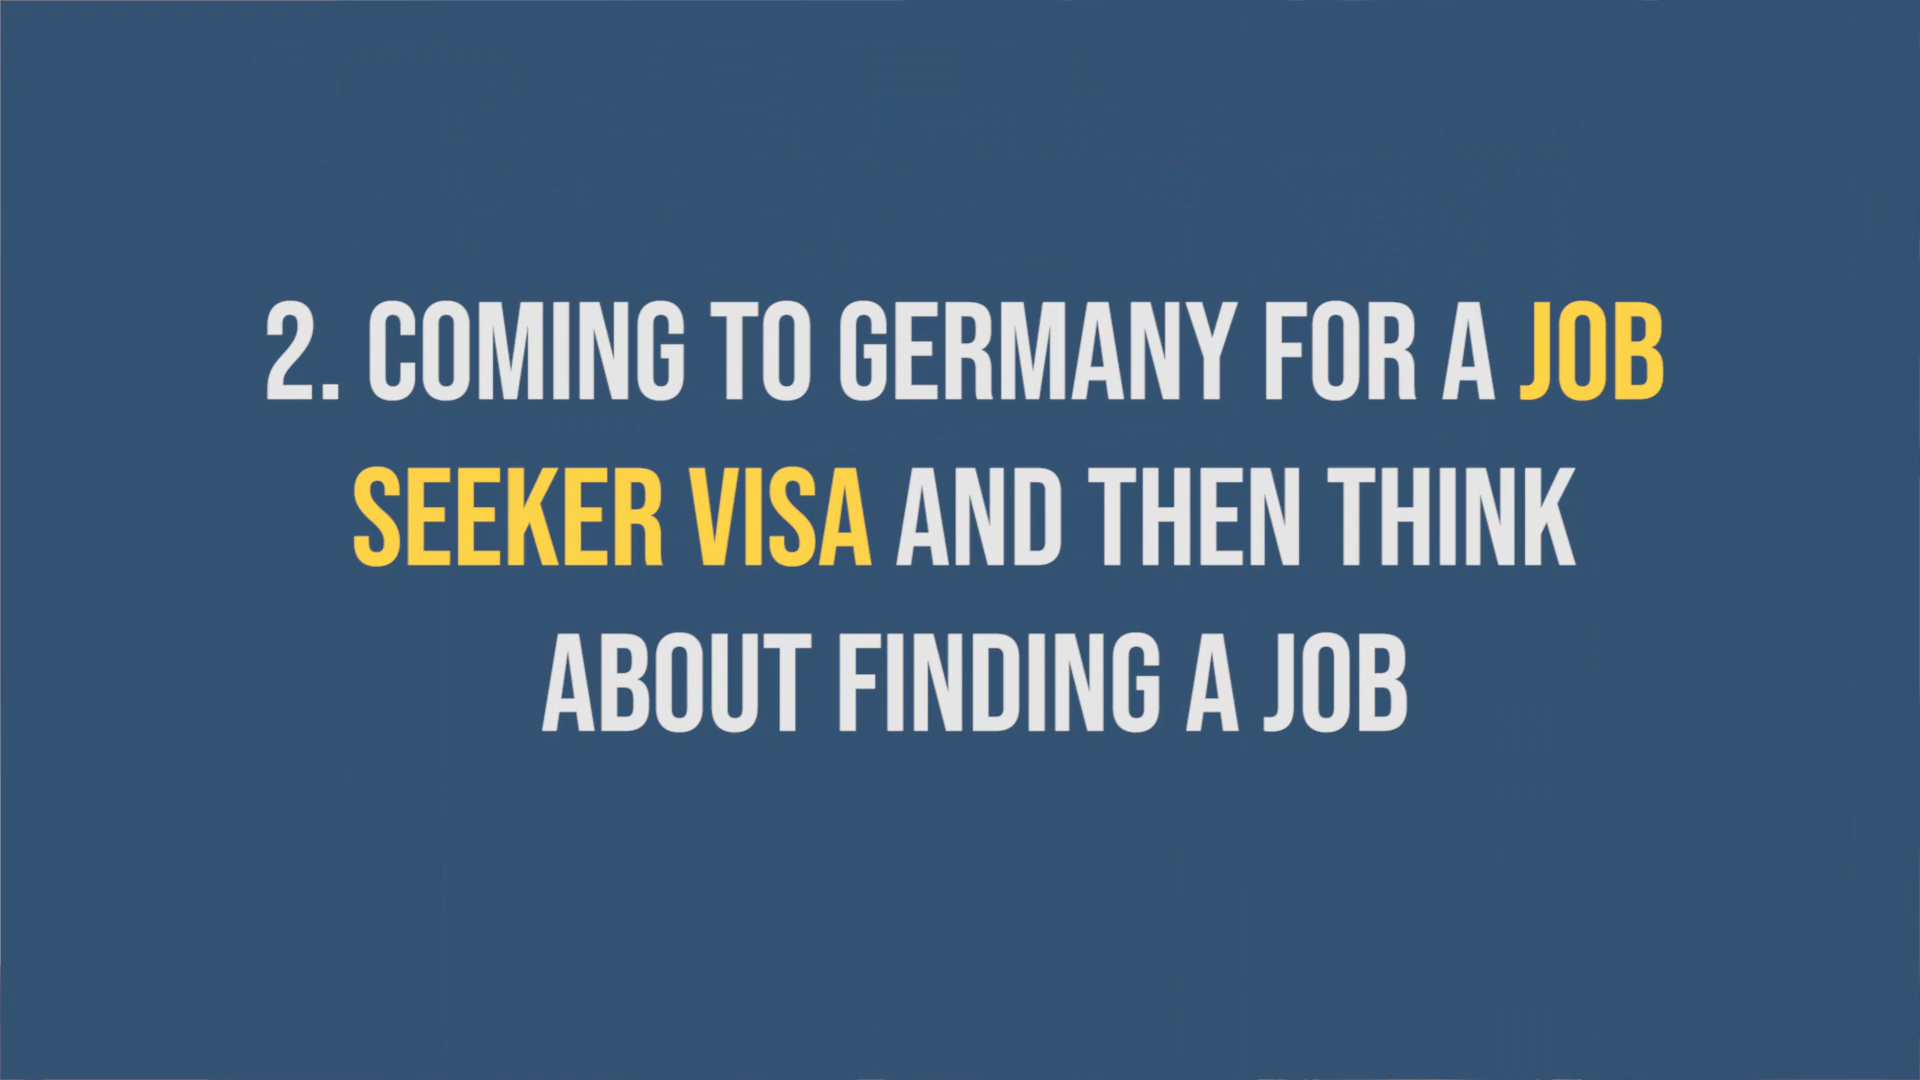 2. COMING TO GERMANY FOR A JOB
SEEKER VISA AND THEN THINK
ABOUT FINDING A JOB